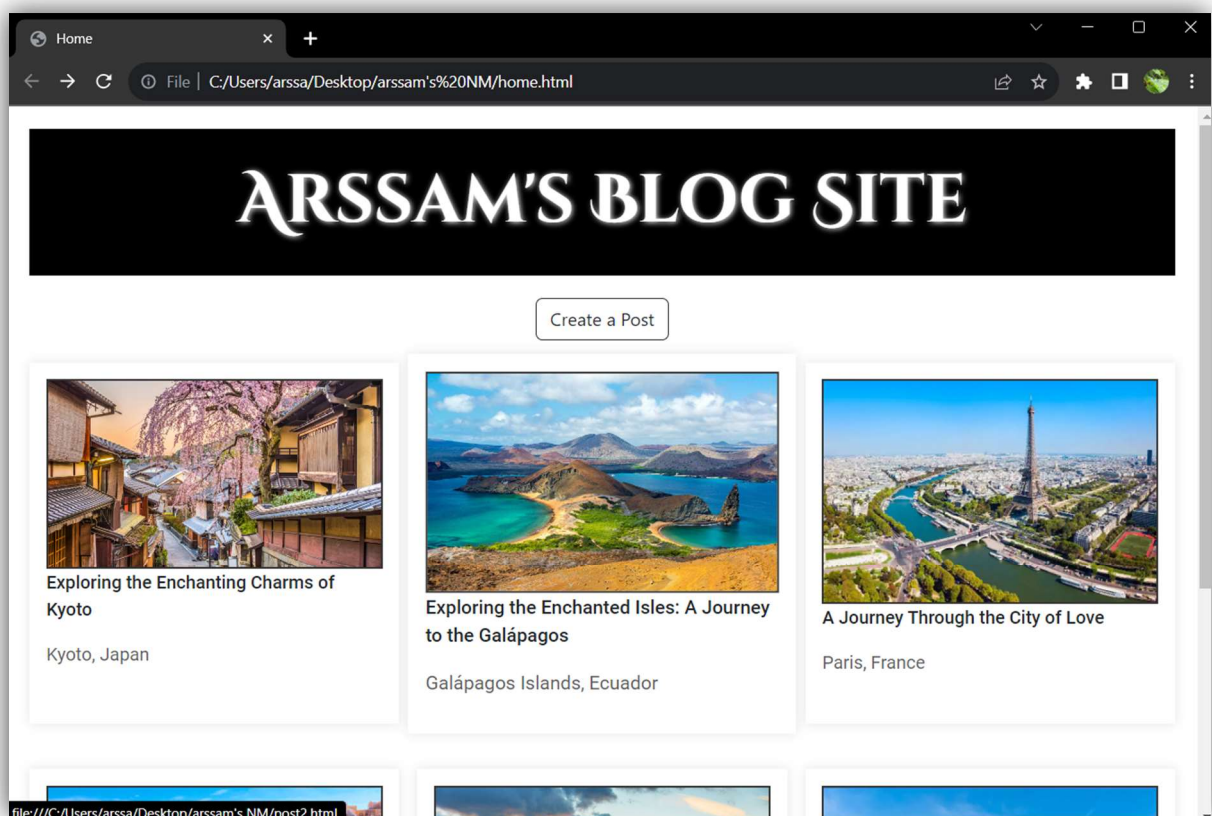 Home
File | C:/Users/arssa/Desktop/arssam's%20NM/home.html
ARSSAM'S BLOG SITE
Create a Post
Exploring the Enchanting Charms of
Kyoto
Kyoto, Japan
Exploring the Enchanted Isles: A Journey
to the Galápagos
Galápagos Islands, Ecuador
A Journey Through the City of Love
Paris, France
file:///C:/Users/arssa/Desktop/arssam's NM/post2.html